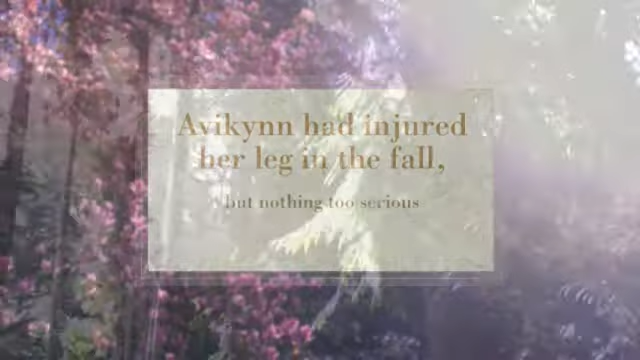 Avikynn had injured
her leg in the fall,
but nothing too serious